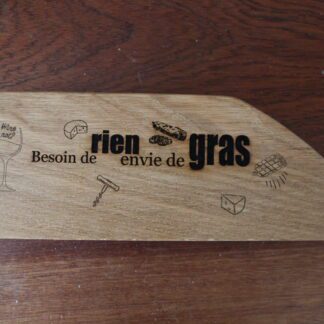 Besoin de rien envie de gras